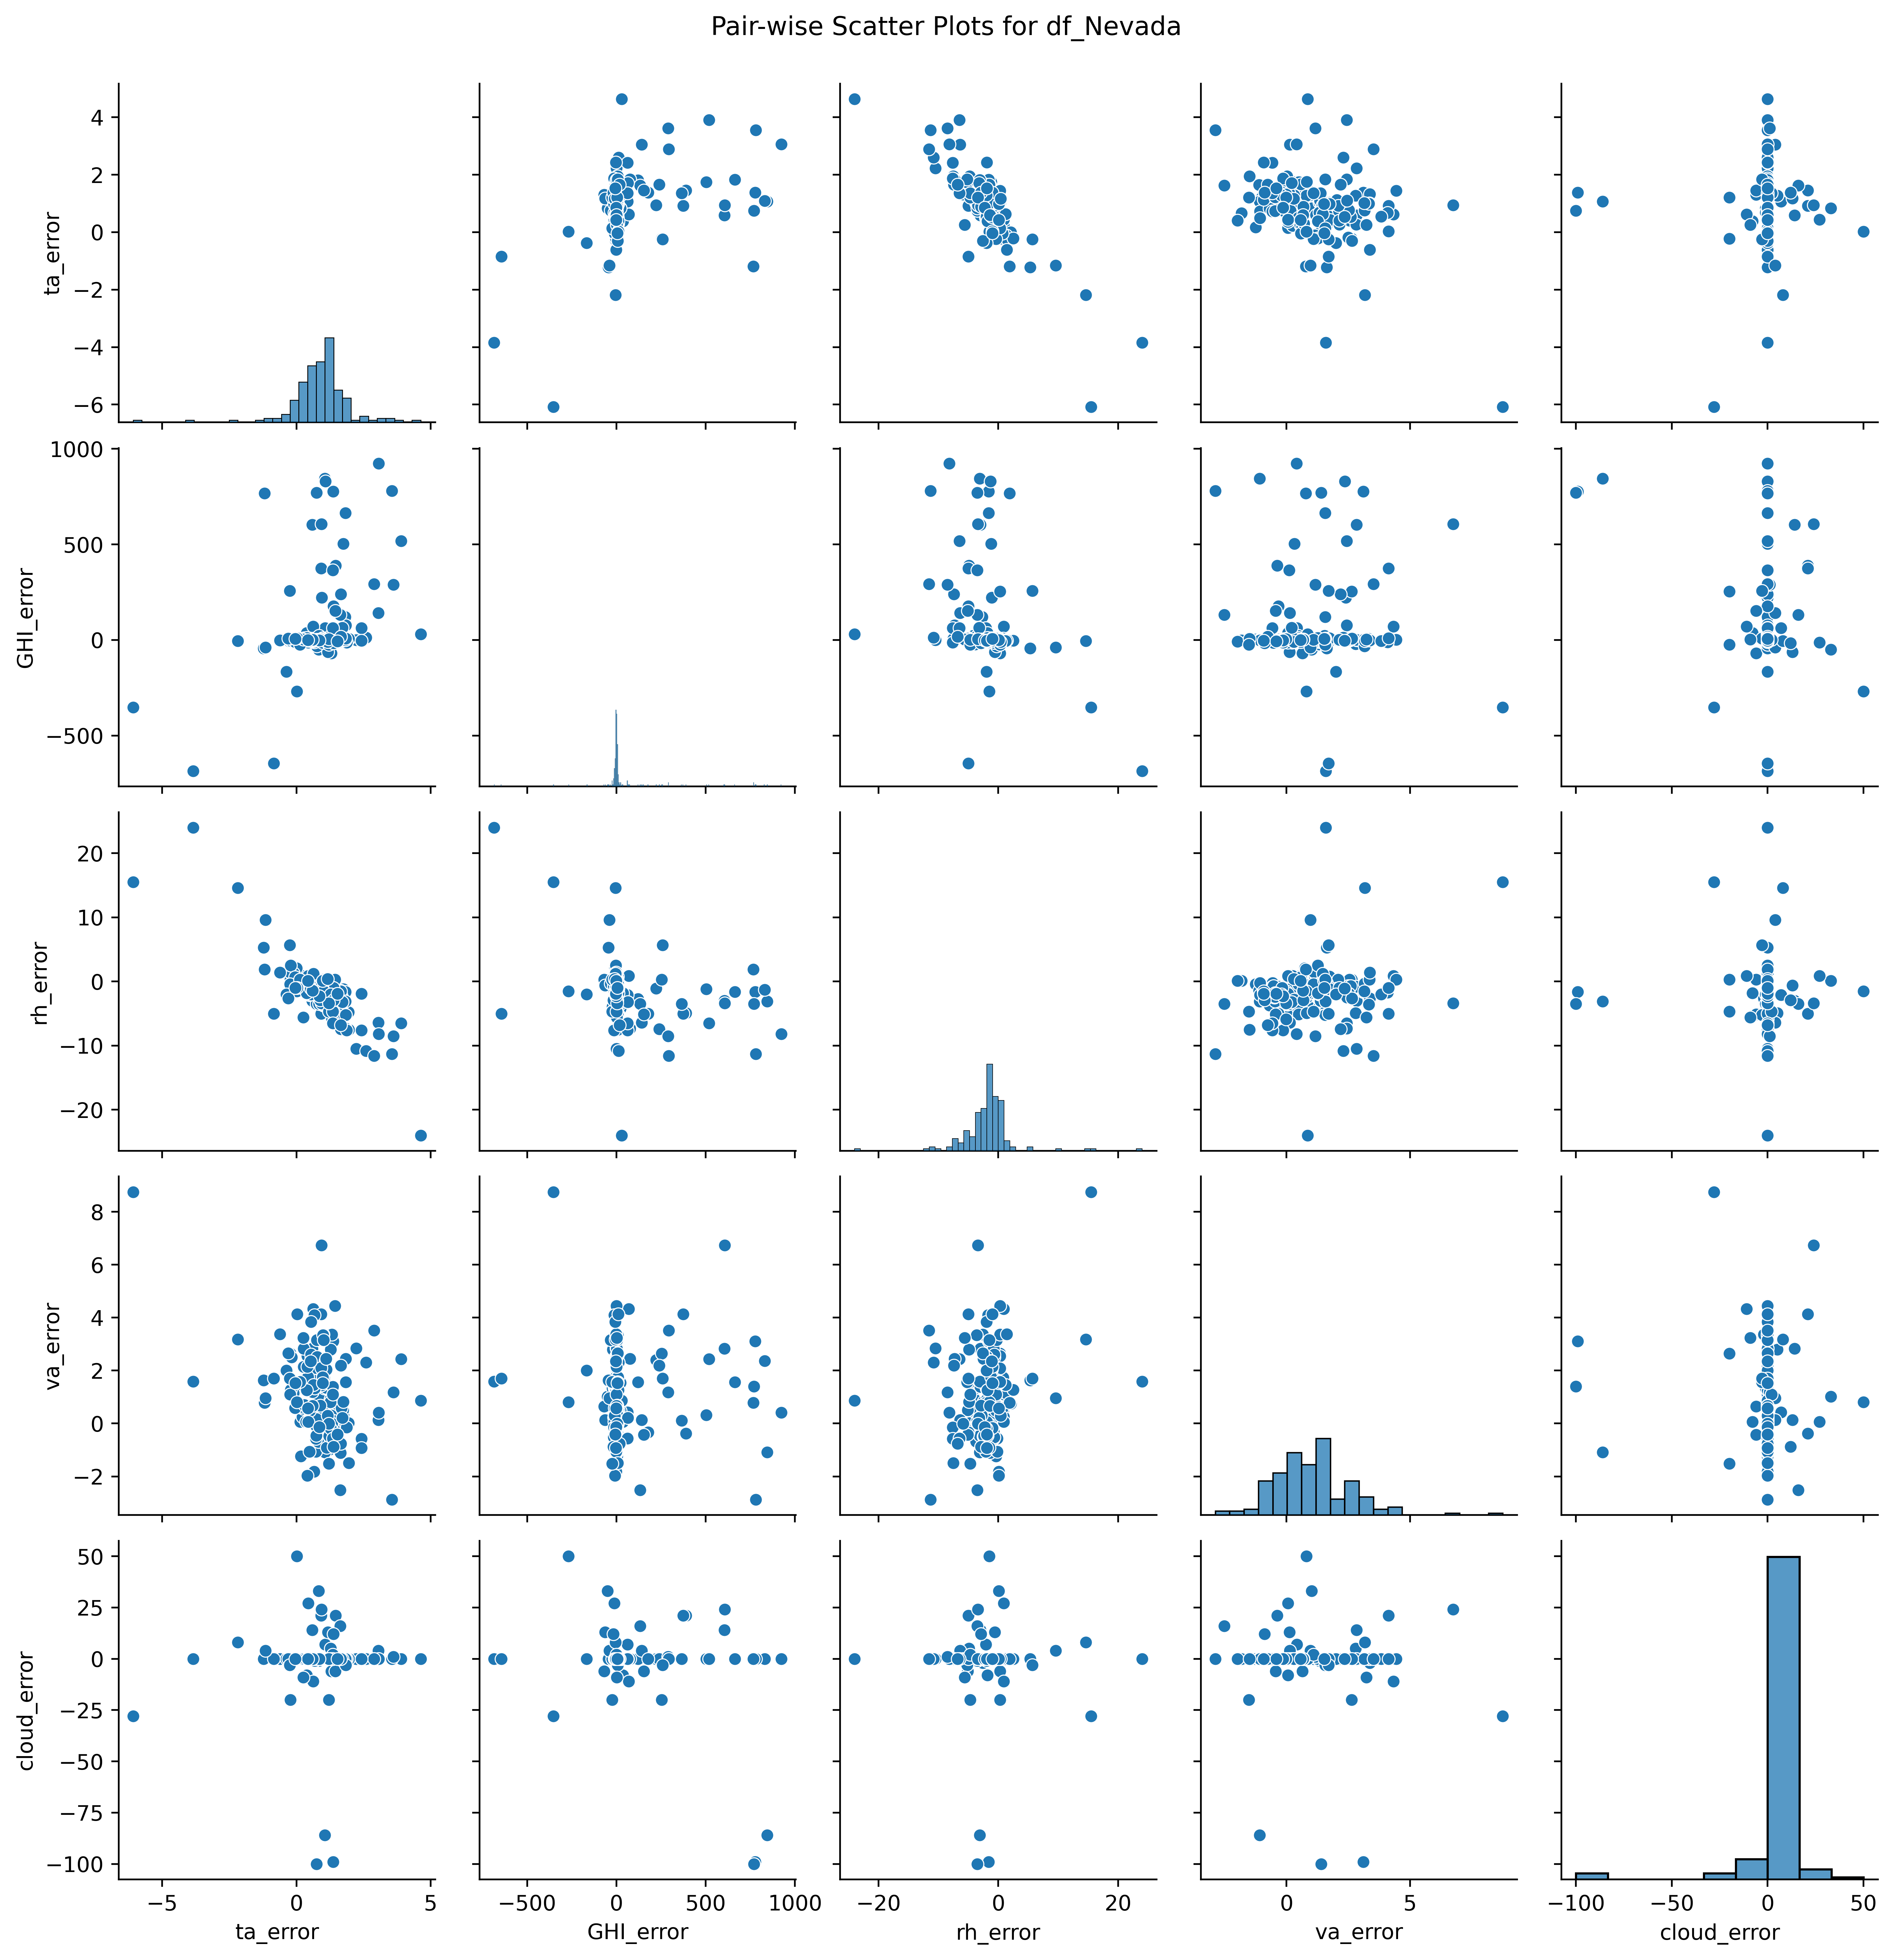 Pair-wise Scatter Plots for df_Nevada
4
2
0
−2
−4
−6
ta_error
1000
500
0
−500
GHI_error
20
10
0
−10
−20
rh_error
8
6
4
2
0
−2
va_error
50
25
0
−25
−50
−75
−100
cloud_error
−5 0 5
−500 0 500 1000
−20 0 20
0 5
−100 −50 0 50
ta_error
GHI_error
rh_error
va_error
cloud_error